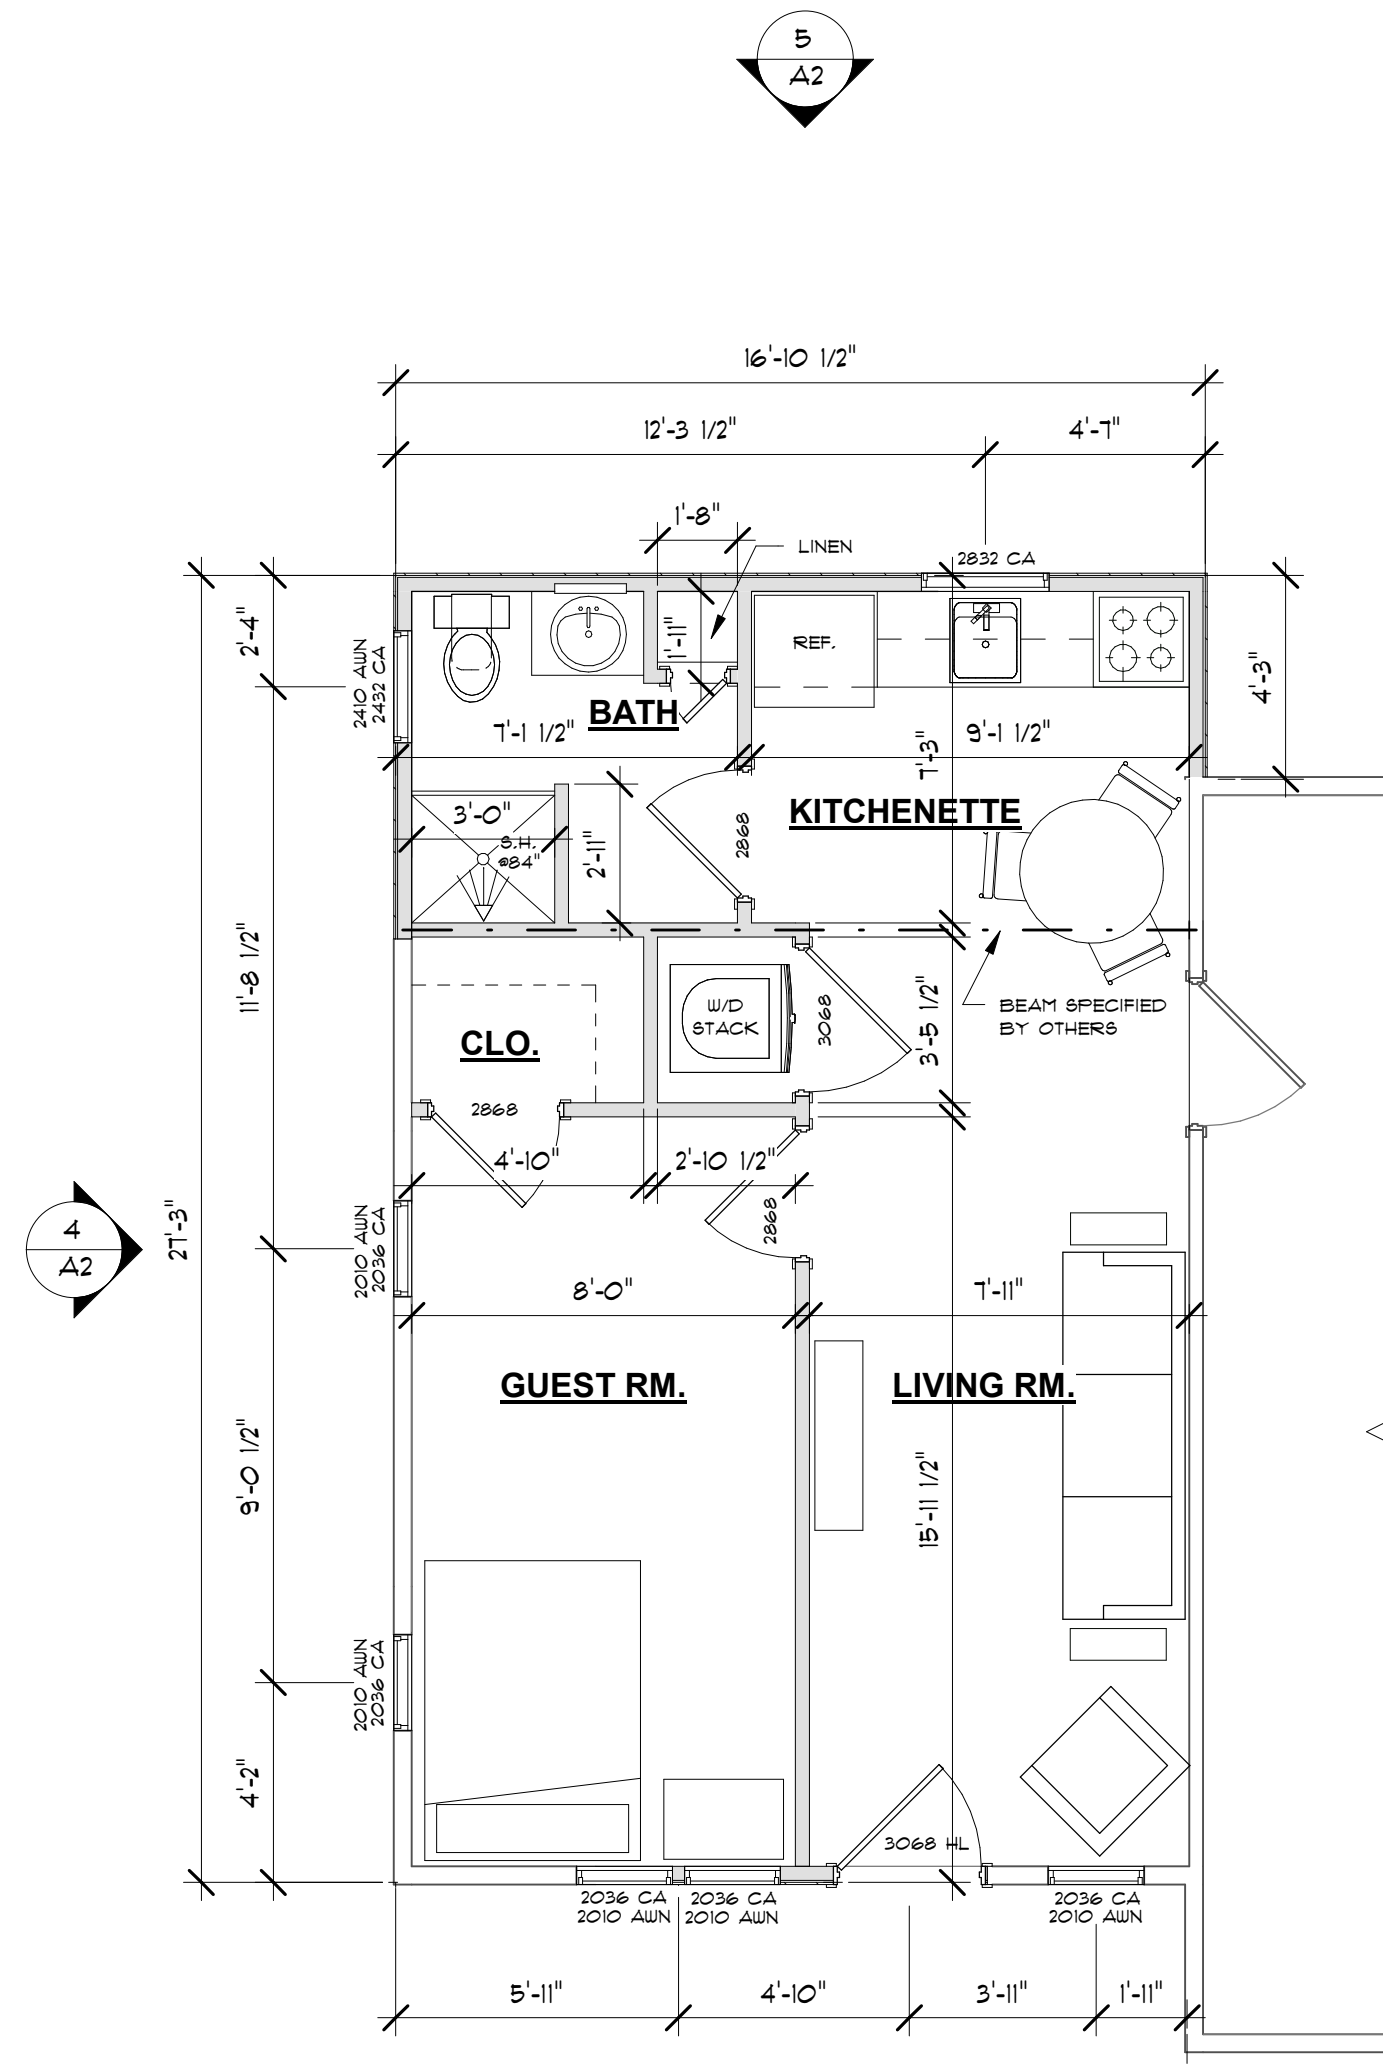 5
A2
16'-10 1/2"
12'-3 1/2"
4'-7"
1'-8"
LINEN
2832 CA
2'-4"
2410 AWN
2432 CA
1'-11"
REF.
4'-3"
BATH
7'-1 1/2"
9'-1 1/2"
7'-3"
KITCHENETTE
3'-0"
S.H.
@84"
2'-11"
2868
11'-8 1/2"
W/D
STACK
3068
3'-5 1/2"
BEAM SPECIFIED
BY OTHERS
CLO.
2868
4'-10"
2'-10 1/2"
2868
4
A2
27'-3"
2010 AWN
2036 CA
8'-0"
7'-11"
GUEST RM.
LIVING RM.
9'-0 1/2"
15'-11 1/2"
2010 AWN
2036 CA
4'-2"
3068 HL
2036 CA
2010 AWN
2036 CA
2010 AWN
2036 CA
2010 AWN
5'-11"
4'-10"
3'-11"
1'-11"